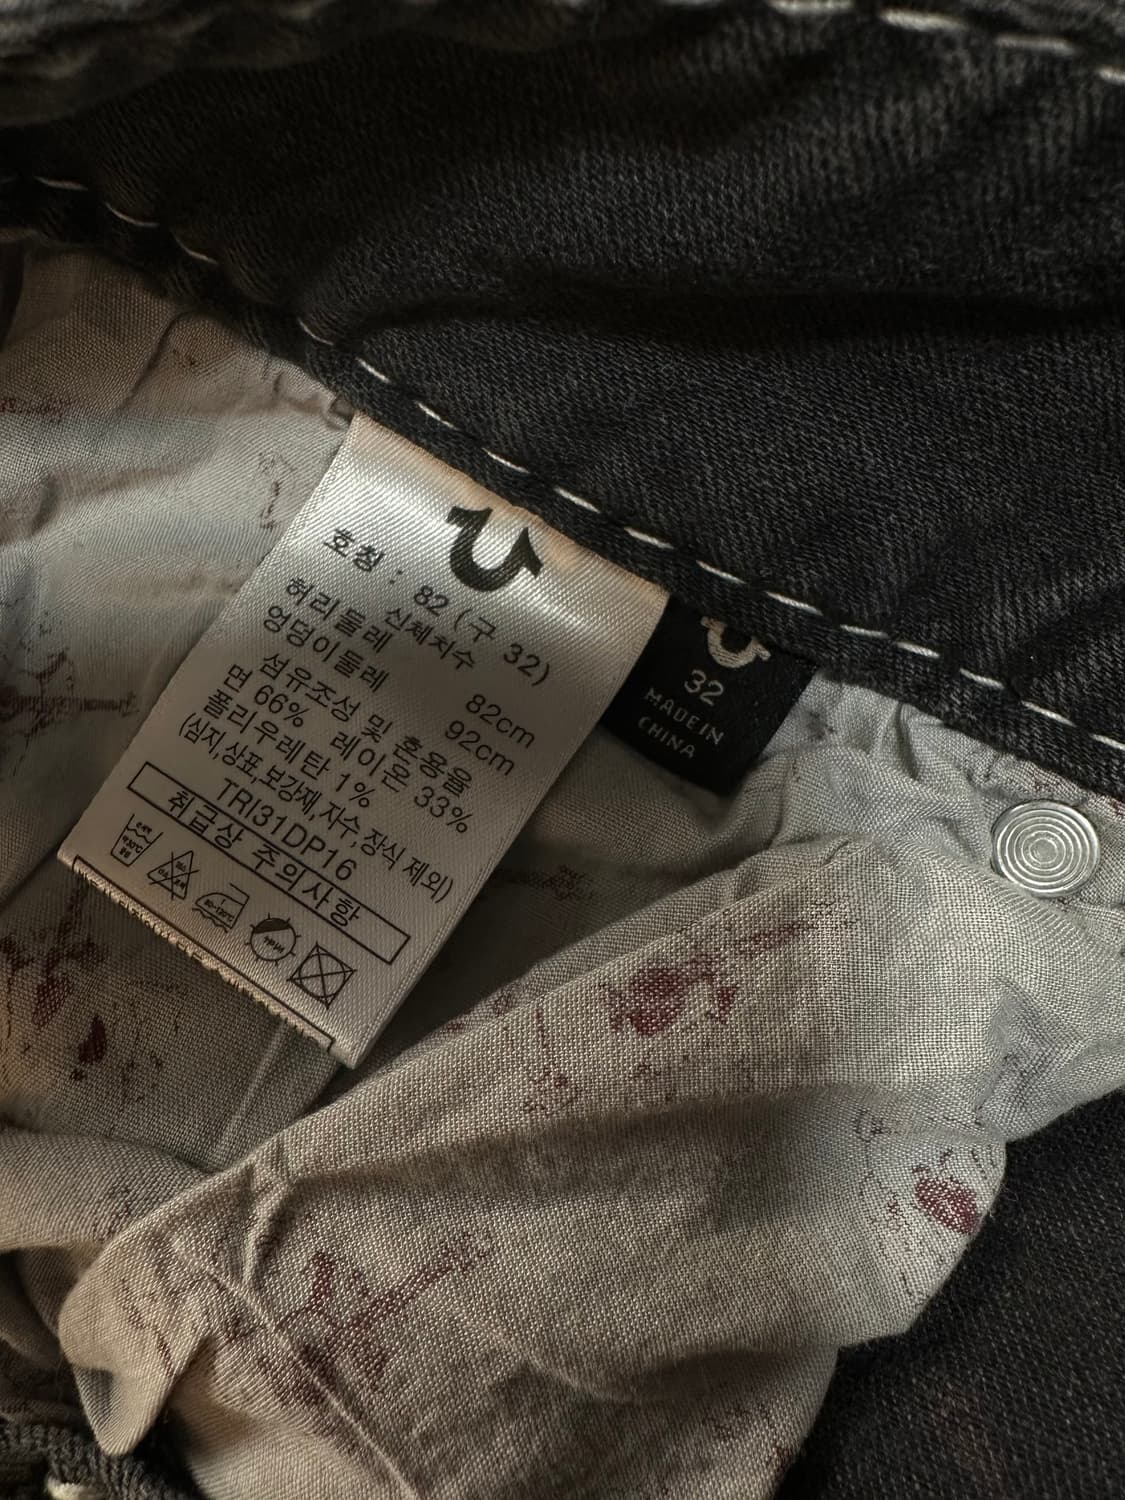 호칭 : 82 (구 32)
신체치수
허리둘레 82cm
엉덩이둘레 92cm
섬유조성 및 혼용율
면 66% 레이온 33%
폴리우레탄 1%
(심지,상표,보강재,자수,장식 제외)
TRI31DP16
취급상 주의사항
80~120℃
32
MADE IN
CHINA